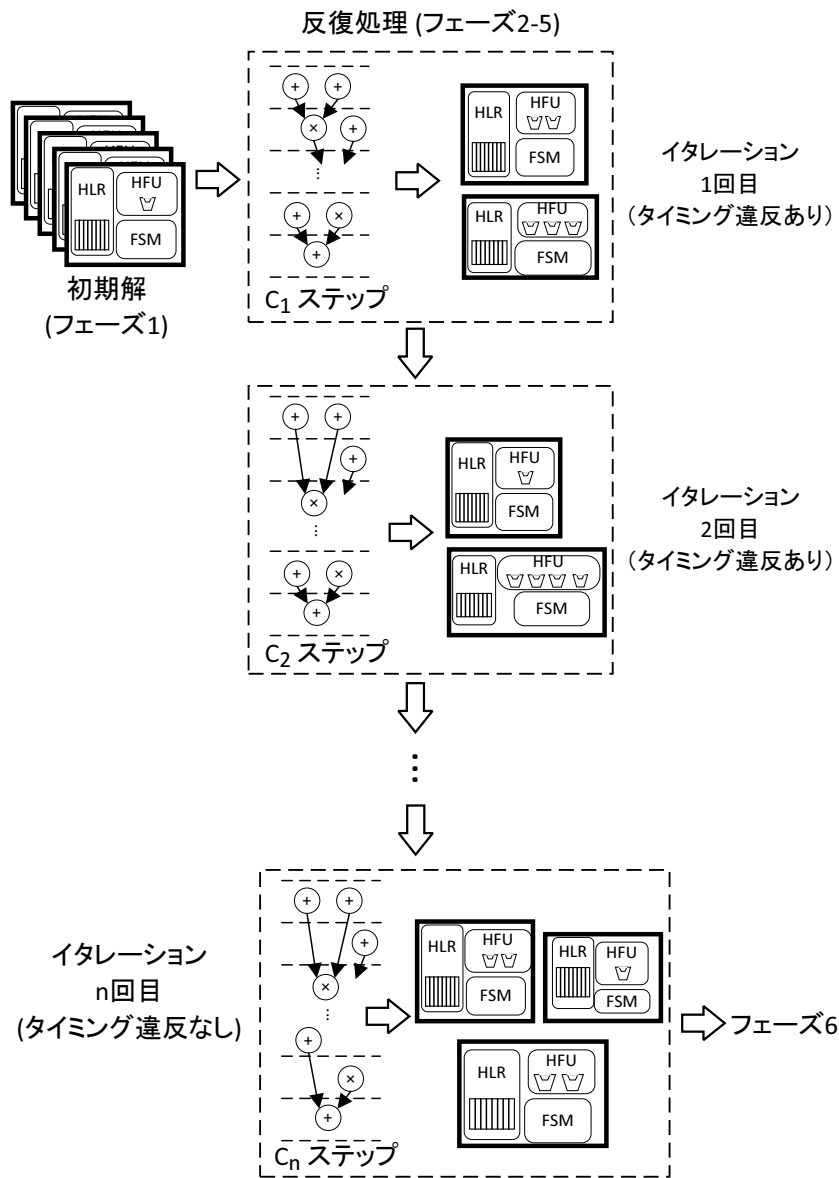 反復処理 (フェーズ2-5)
+ +
× +
⋮
+ ×
+
C1 ステップ
HLR
HFU
FSM
HLR
HFU
FSM
HLR
HFU
FSM
初期解
(フェーズ1)
イタレーション
1回目
（タイミング違反あり）
+ +
+
×
⋮
+ ×
+
C2 ステップ
HLR
HFU
FSM
HLR
HFU
FSM
イタレーション
2回目
（タイミング違反あり）
⋮
イタレーション
n回目
(タイミング違反なし)
+ +
+
×
⋮
+
×
+
Cn ステップ
HLR
HFU
FSM
HLR
HFU
FSM
HLR
HFU
FSM
フェーズ6